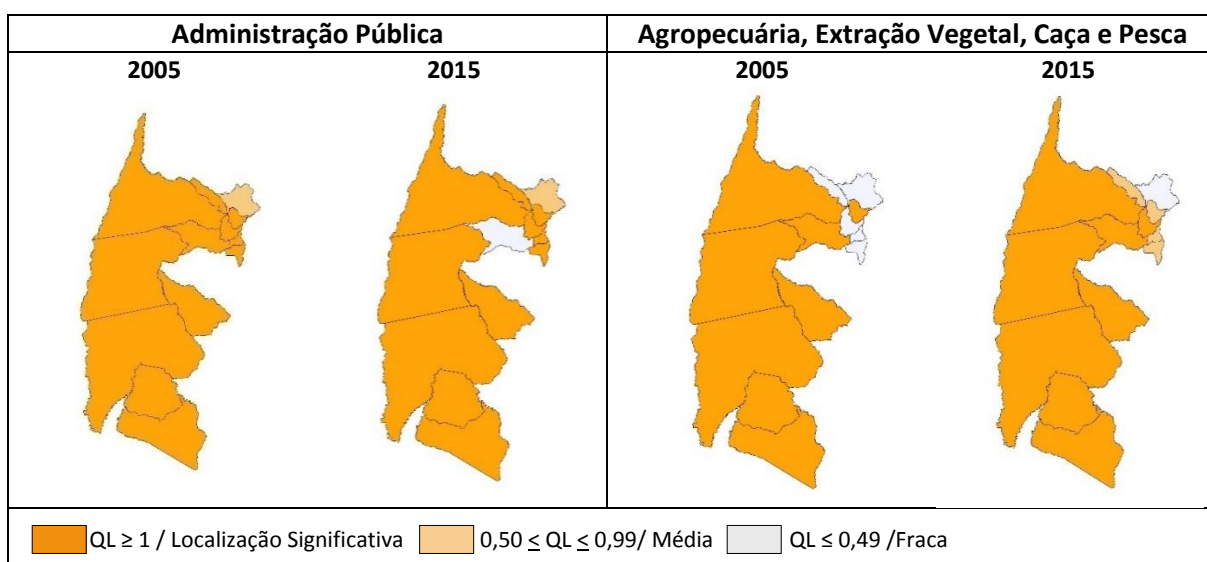 Administração Pública
Agropecuária, Extração Vegetal, Caça e Pesca
2005
2015
2005
2015
QL ≥ 1 / Localização Significativa
0,50 ≤ QL ≤ 0,99/ Média
QL ≤ 0,49 /Fraca